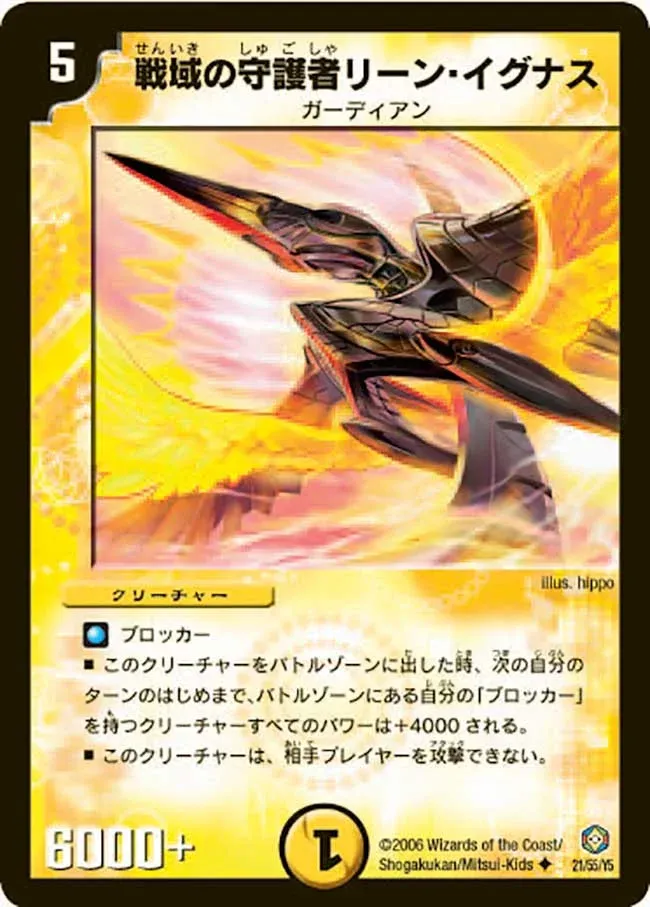 5
せんいき しゅごしゃ
戦域の守護者リーン・イグナス
ガーディアン
illus. hippo
クリーチャー
ブロッカー
■ このクリーチャーをバトルゾーンに出した時、次の自分の
ターンのはじめまで、バトルゾーンにある自分の「ブロッカー」
を持つクリーチャーすべてのパワーは+4000 される。
■ このクリーチャーは、相手プレイヤーを攻撃できない。
6000+
1
©2006 Wizards of the Coast/
Shogakukan/Mitsui-Kids
21/55/Y5